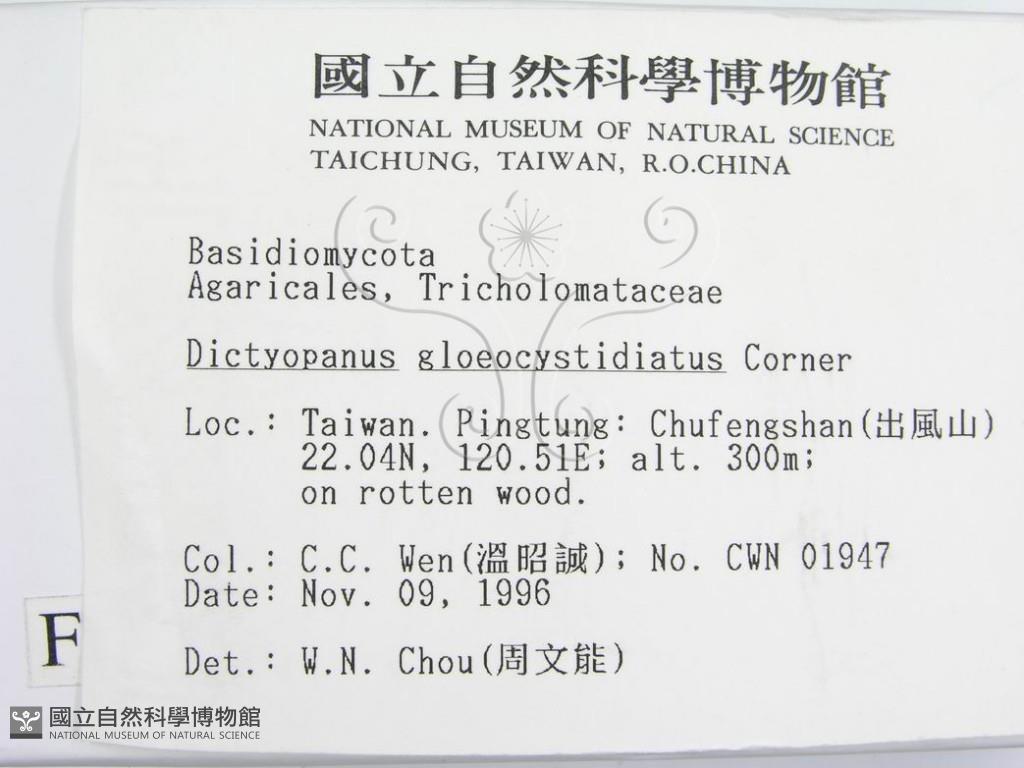 國立自然科學博物館
NATIONAL MUSEUM OF NATURAL SCIENCE
TAICHUNG, TAIWAN, R.O.CHINA
Basidiomycota
Agaricales, Tricholomataceae
Dictyopanus gloeocystidiatus Corner
Loc.: Taiwan. Pingtung: Chufengshan(出風山)
22.04N, 120.51E; alt. 300m;
on rotten wood.
Col.: C.C. Wen(溫昭誠); No. CWN 01947
Date: Nov. 09, 1996
Det.: W.N. Chou(周文能)
F
國立自然科學博物館
NATIONAL MUSEUM OF NATURAL SCIENCE